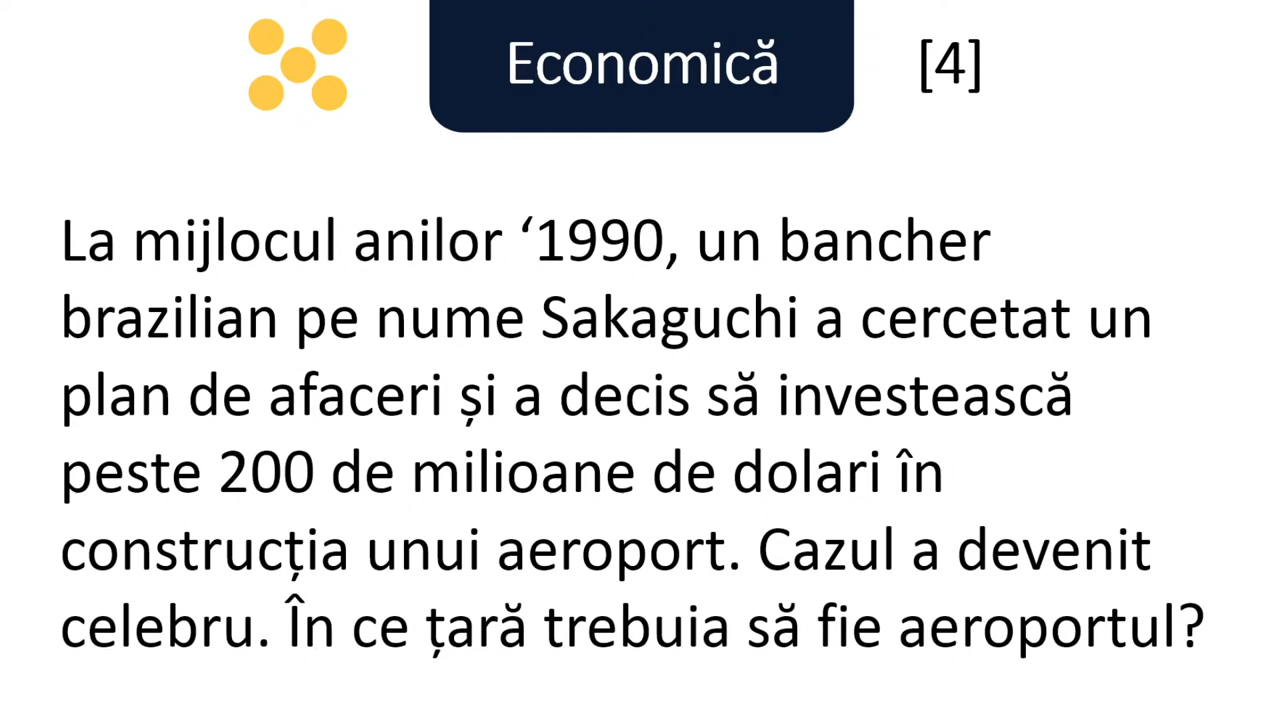 Economică [4]
La mijlocul anilor ‘1990, un bancher
brazilian pe nume Sakaguchi a cercetat un
plan de afaceri și a decis să investească
peste 200 de milioane de dolari în
construcția unui aeroport. Cazul a devenit
celebru. În ce țară trebuia să fie aeroportul?